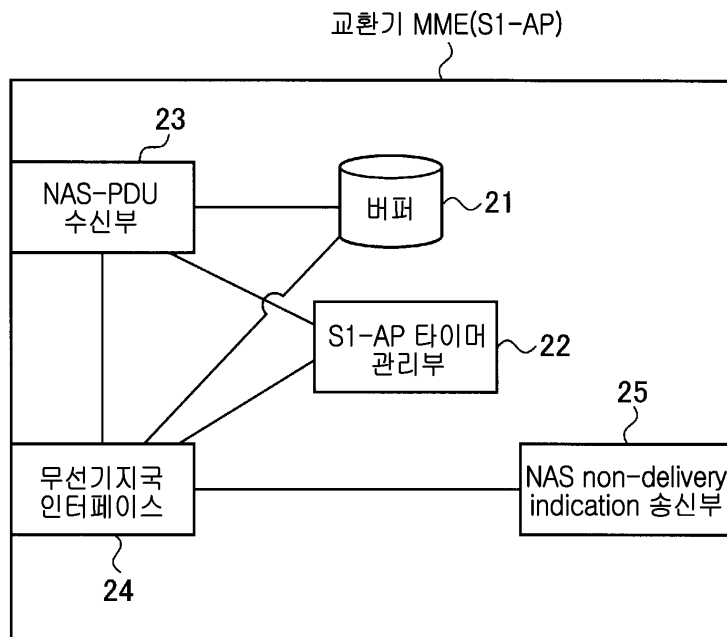 교환기 MME(S1-AP)
23
NAS-PDU
수신부
버퍼
21
S1-AP 타이머
관리부
22
25
무선기지국
인터페이스
NAS non-delivery
indication 송신부
24